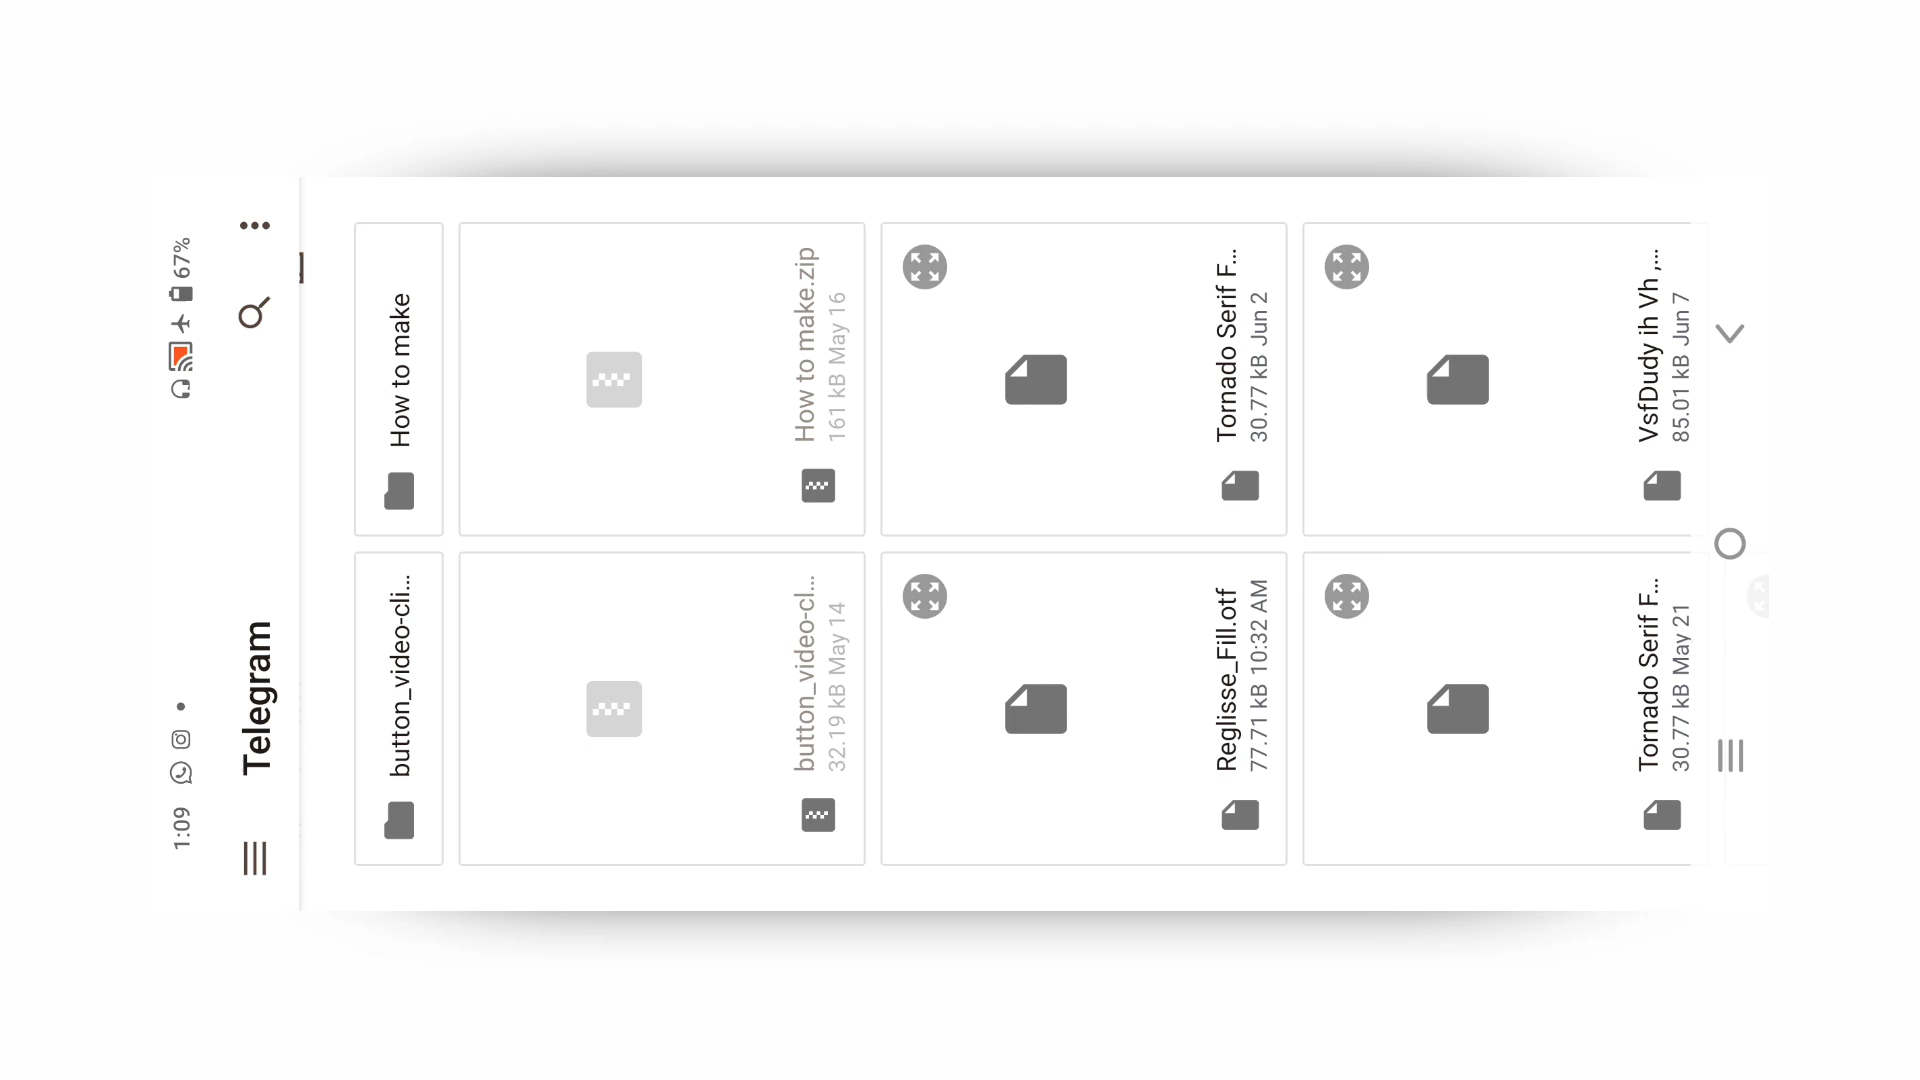 1:09
67%
Telegram
button_video-cli...
How to make
button_video-cl...
32.19 kB May 14
How to make.zip
161 kB May 16
Reglisse_Fill.otf
77.71 kB 10:32 AM
Tornado Serif F...
30.77 kB Jun 2
Tornado Serif F...
30.77 kB May 21
VsfDudy ih Vh ,...
85.01 kB Jun 7